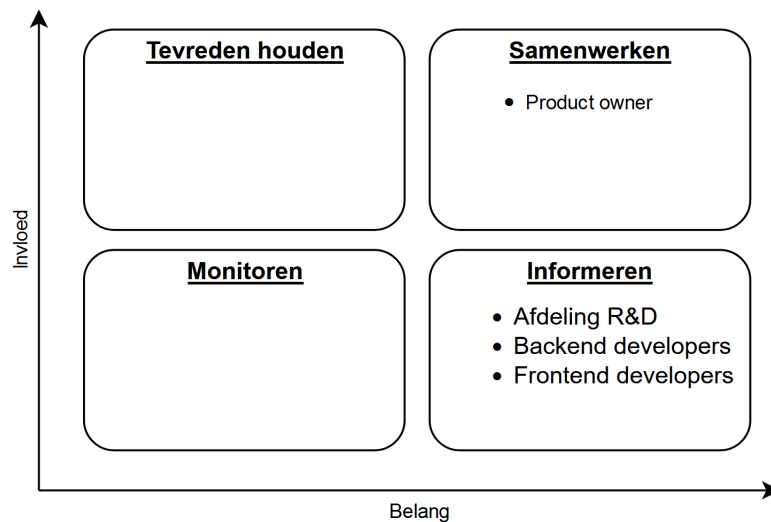 Tevreden houden
Samenwerken
Product owner
Invloed
Monitoren
Informeren
Afdeling R&D
Backend developers
Frontend developers
Belang